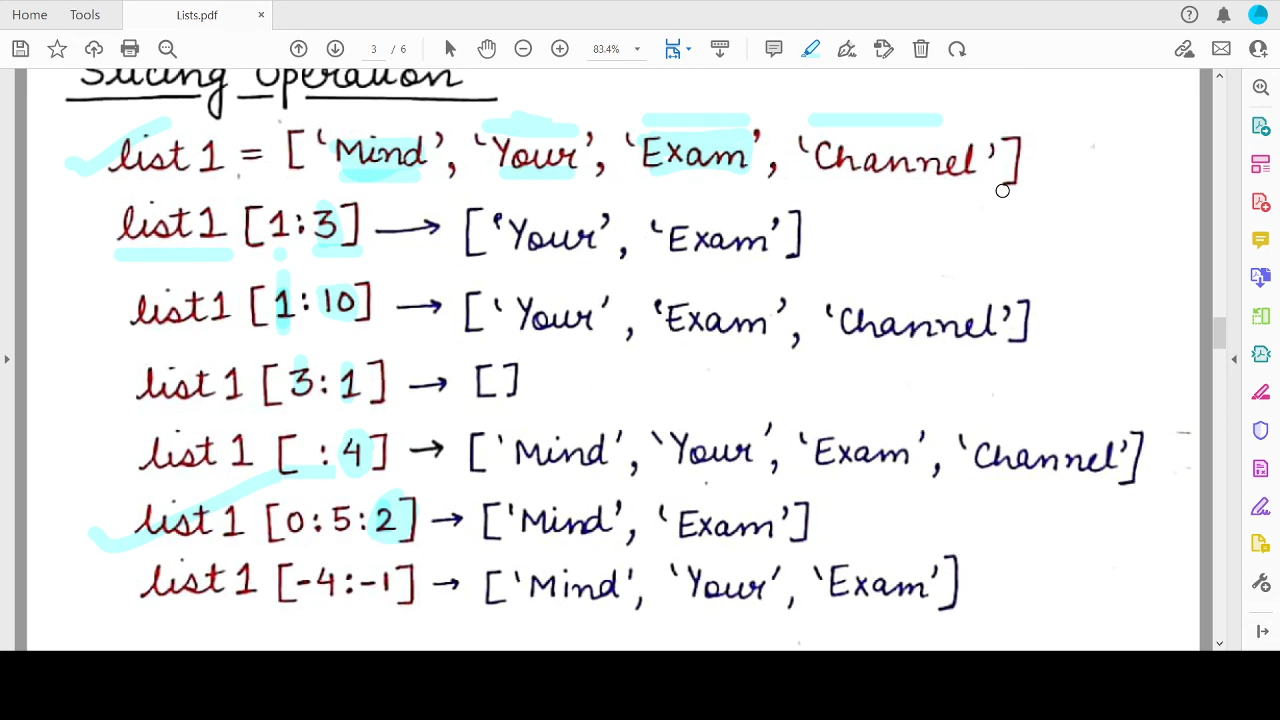 Home Tools Lists.pdf ×
3 / 6 83.4%
Slicing Operation
list 1 = ['Mind', 'Your', 'Exam', 'Channel']
list 1 [1:3] → ['Your', 'Exam']
list1 [1:10] → ['Your', 'Exam', 'Channel']
list 1 [3:1] → []
list 1 [ :4] → ['Mind', 'Your', 'Exam', 'Channel']
list 1 [0:5:2] → ['Mind', 'Exam']
list 1 [-4:-1] → ['Mind', 'Your', 'Exam']